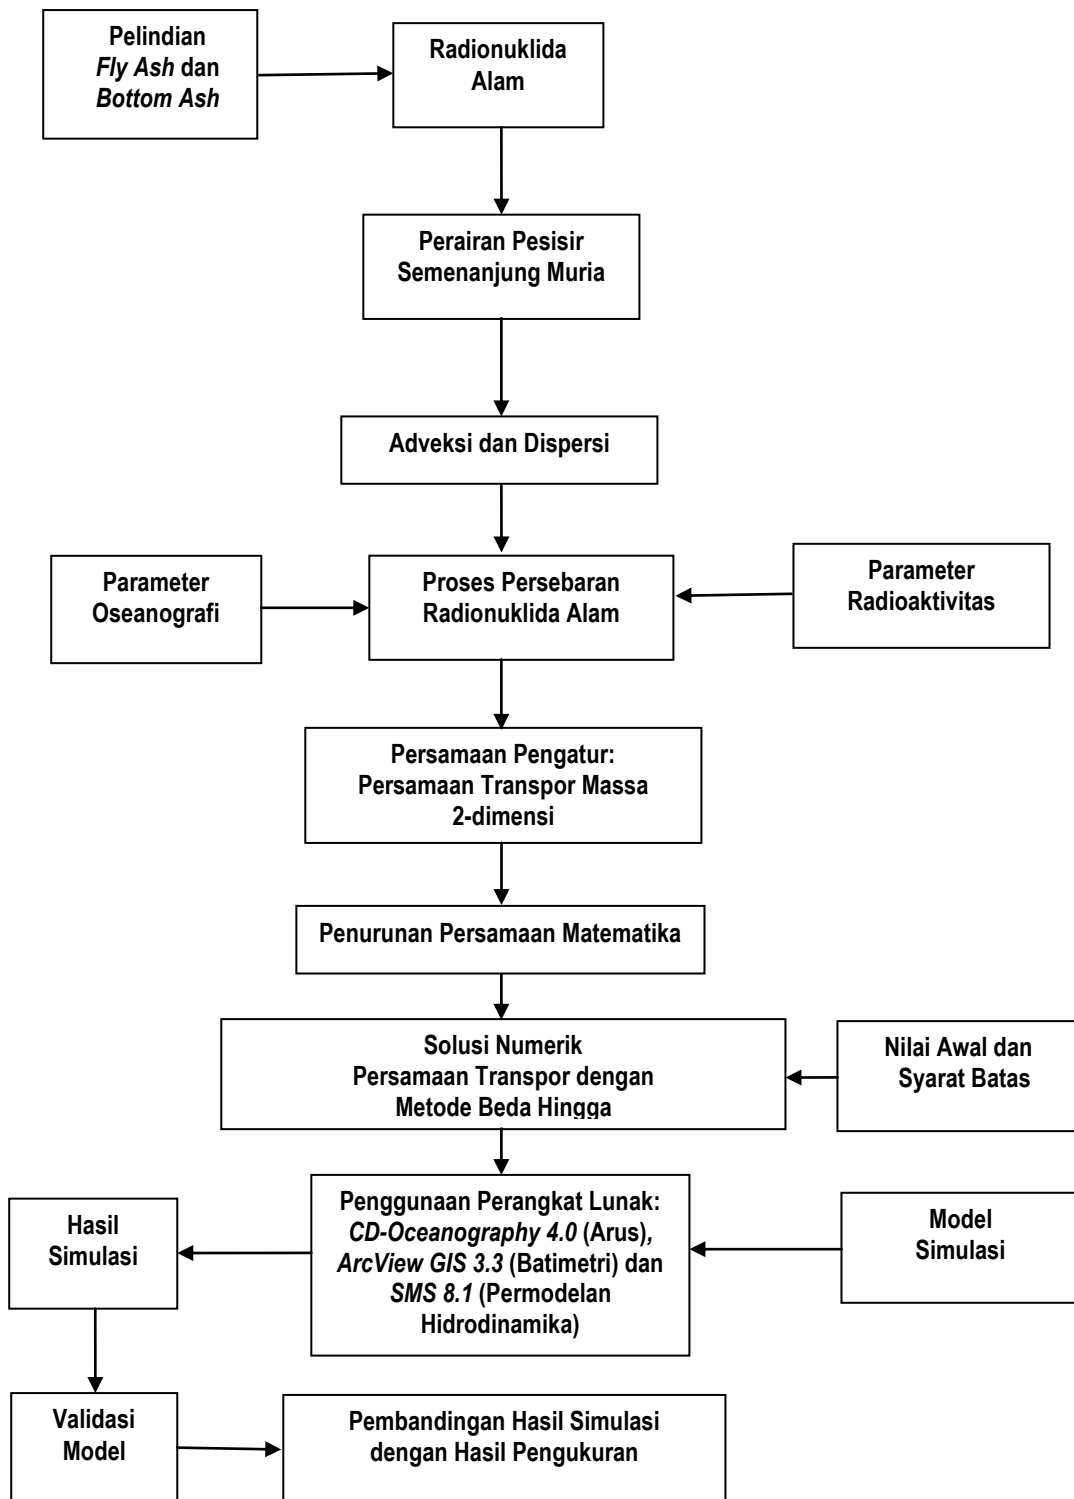 Pelindian
Fly Ash dan
Bottom Ash
Radionuklida
Alam
Perairan Pesisir
Semenanjung Muria
Adveksi dan Dispersi
Parameter
Oseanografi
Proses Persebaran
Radionuklida Alam
Parameter
Radioaktivitas
Persamaan Pengatur:
Persamaan Transpor Massa
2-dimensi
Penurunan Persamaan Matematika
Solusi Numerik
Persamaan Transpor dengan
Metode Beda Hingga
Nilai Awal dan
Syarat Batas
Hasil
Simulasi
Penggunaan Perangkat Lunak:
CD-Oceanography 4.0 (Arus),
ArcView GIS 3.3 (Batimetri) dan
SMS 8.1 (Permodelan
Hidrodinamika)
Model
Simulasi
Validasi
Model
Pembandingan Hasil Simulasi
dengan Hasil Pengukuran